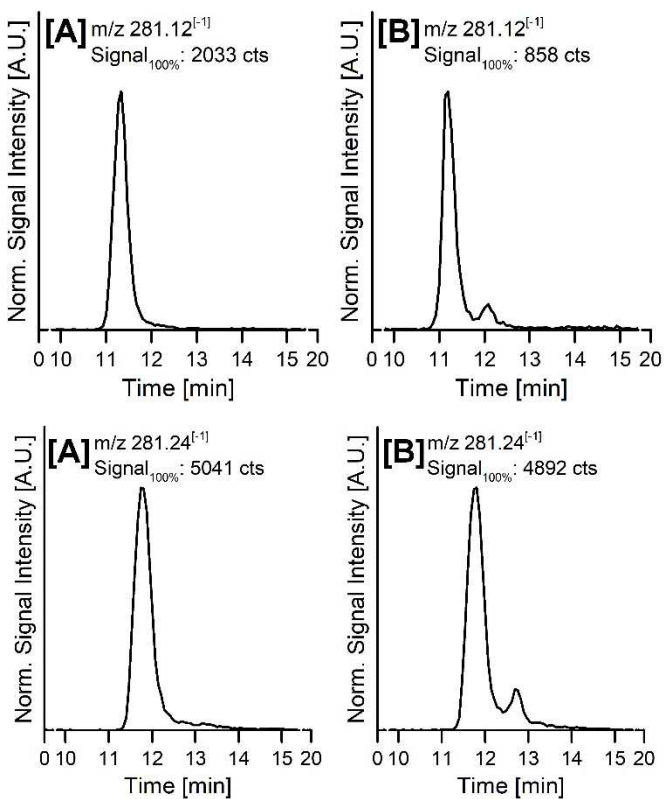 [A] m/z 281.12[-1]
Signal100%: 2033 cts
Norm. Signal Intensity [A.U.]
0 10 11 12 13 14 15 20
Time [min]
[B] m/z 281.12[-1]
Signal100%: 858 cts
Norm. Signal Intensity [A.U.]
0 10 11 12 13 14 15 20
Time [min]
[A] m/z 281.24[-1]
Signal100%: 5041 cts
Norm. Signal Intensity [A.U.]
0 10 11 12 13 14 15 20
Time [min]
[B] m/z 281.24[-1]
Signal100%: 4892 cts
Norm. Signal Intensity [A.U.]
0 10 11 12 13 14 15 20
Time [min]